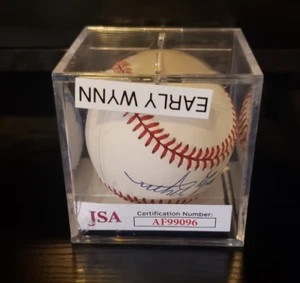 EARLY WYNN
JSA
Certification Number:
AF99096